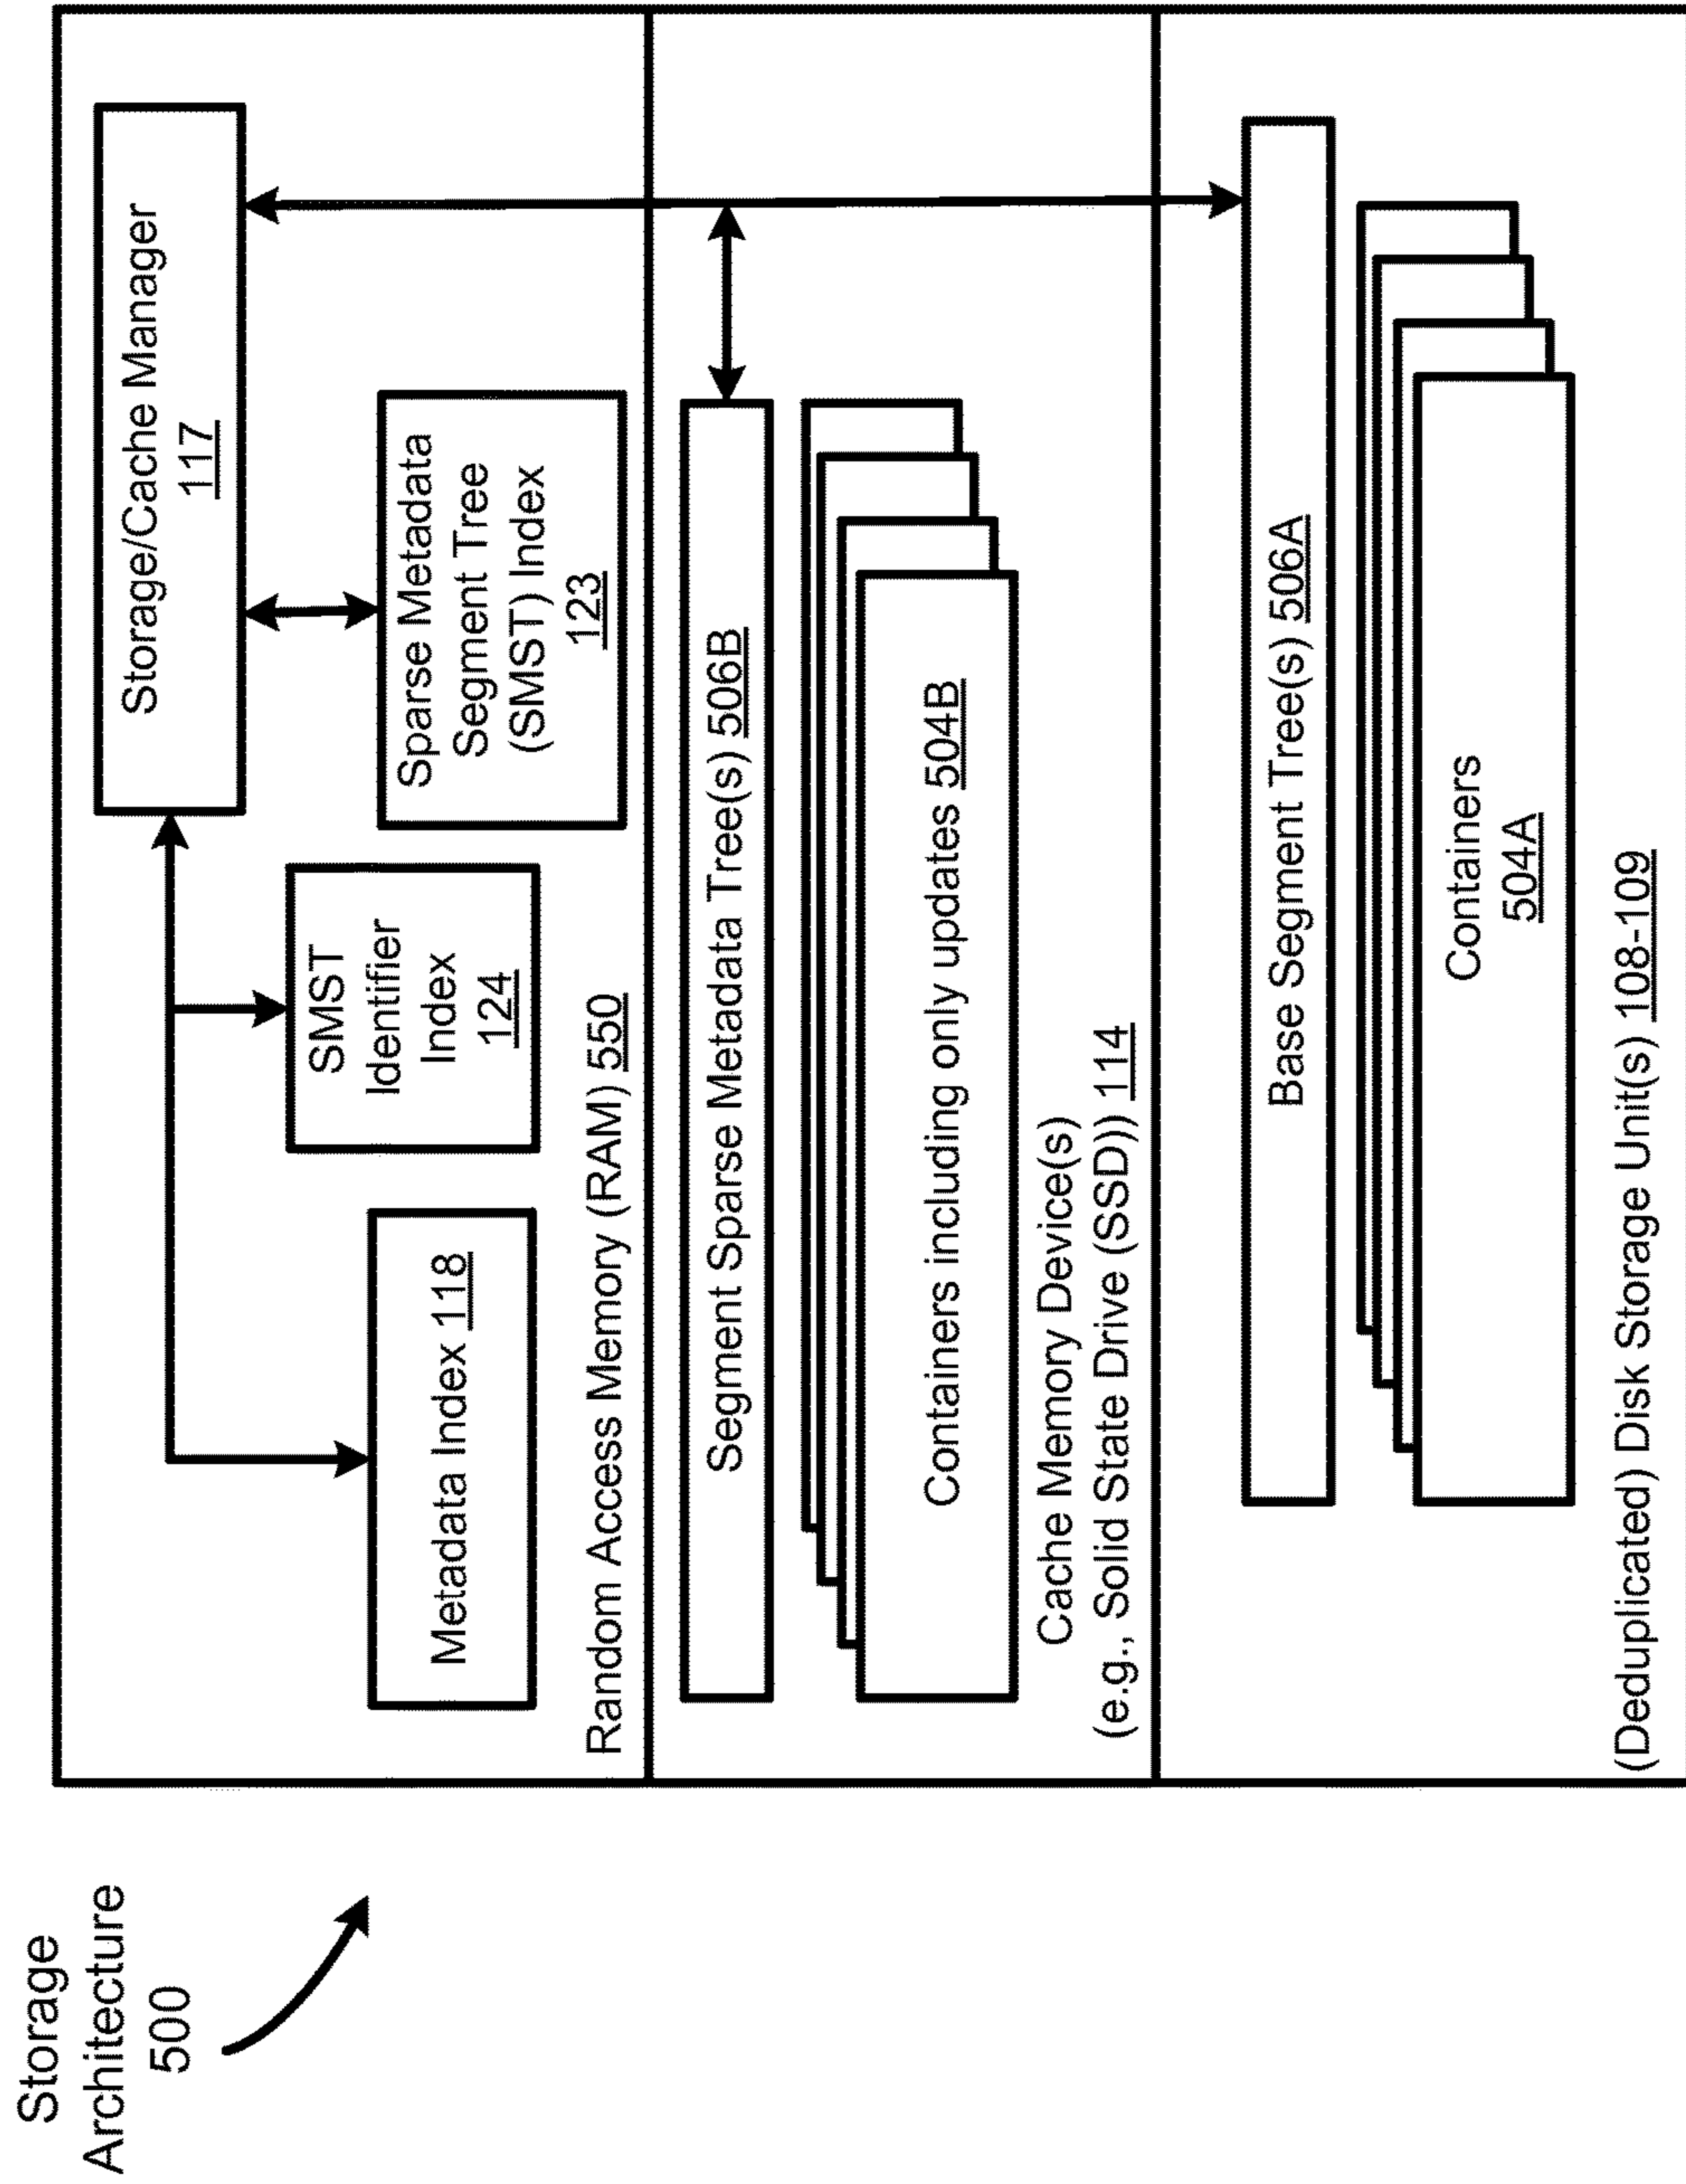 Storage
Architecture
500
Storage/Cache Manager
117
Metadata Index 118
SMST
Identifier
Index
124
Sparse Metadata
Segment Tree
(SMST) Index
123
Random Access Memory (RAM) 550
Segment Sparse Metadata Tree(s) 506B
Containers including only updates 504B
Cache Memory Device(s)
(e.g., Solid State Drive (SSD)) 114
Base Segment Tree(s) 506A
Containers
504A
(Deduplicated) Disk Storage Unit(s) 108-109